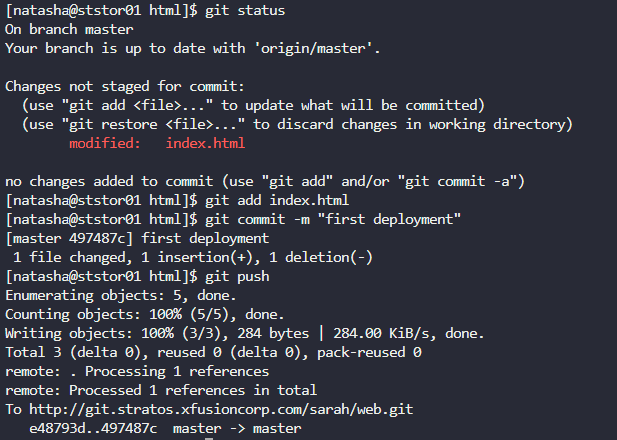 [natasha@ststor01 html]$ git status
On branch master
Your branch is up to date with 'origin/master'.

Changes not staged for commit:
  (use "git add <file>..." to update what will be committed)
  (use "git restore <file>..." to discard changes in working directory)
        modified:   index.html

no changes added to commit (use "git add" and/or "git commit -a")
[natasha@ststor01 html]$ git add index.html
[natasha@ststor01 html]$ git commit -m "first deployment"
[master 497487c] first deployment
 1 file changed, 1 insertion(+), 1 deletion(-)
[natasha@ststor01 html]$ git push
Enumerating objects: 5, done.
Counting objects: 100% (5/5), done.
Writing objects: 100% (3/3), 284 bytes | 284.00 KiB/s, done.
Total 3 (delta 0), reused 0 (delta 0), pack-reused 0
remote: . Processing 1 references
remote: Processed 1 references in total
To http://git.stratos.xfusioncorp.com/sarah/web.git
   e48793d..497487c  master -> master